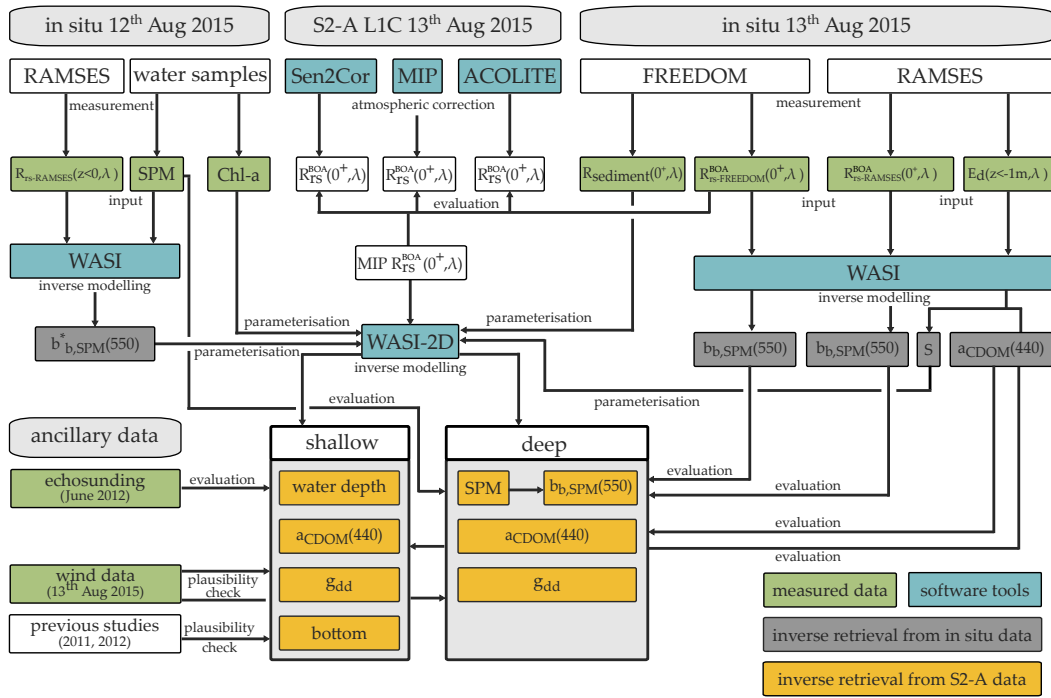 in situ 12th Aug 2015
S2-A L1C 13th Aug 2015
in situ 13th Aug 2015
RAMSES
water samples
Sen2Cor
MIP
ACOLITE
FREEDOM
RAMSES
measurement
atmospheric correction
measurement
Rrs-RAMSES(z<0,λ)
SPM
Chl-a
RrsBOA(0+,λ)
RrsBOA(0+,λ)
RrsBOA(0+,λ)
Rsediment(0+,λ)
Rrs-FREEDOMBOA(0+,λ)
Rrs-RAMSESBOA(0+,λ)
Ed(z<-1m,λ)
input
evaluation
input
input
WASI
inverse modelling
MIP RrsBOA(0+,λ)
WASI
inverse modelling
parameterisation
parameterisation
b*b,SPM(550)
parameterisation
WASI-2D
inverse modelling
bb,SPM(550)
bb,SPM(550)
S
aCDOM(440)
evaluation
parameterisation
ancillary data
shallow
deep
echosunding
(June 2012)
evaluation
water depth
SPM
bb,SPM(550)
evaluation
evaluation
aCDOM(440)
aCDOM(440)
evaluation
evaluation
wind data
(13th Aug 2015)
plausibility
check
gdd
gdd
measured data
software tools
previous studies
(2011, 2012)
plausibility
check
bottom
inverse retrieval from in situ data
inverse retrieval from S2-A data